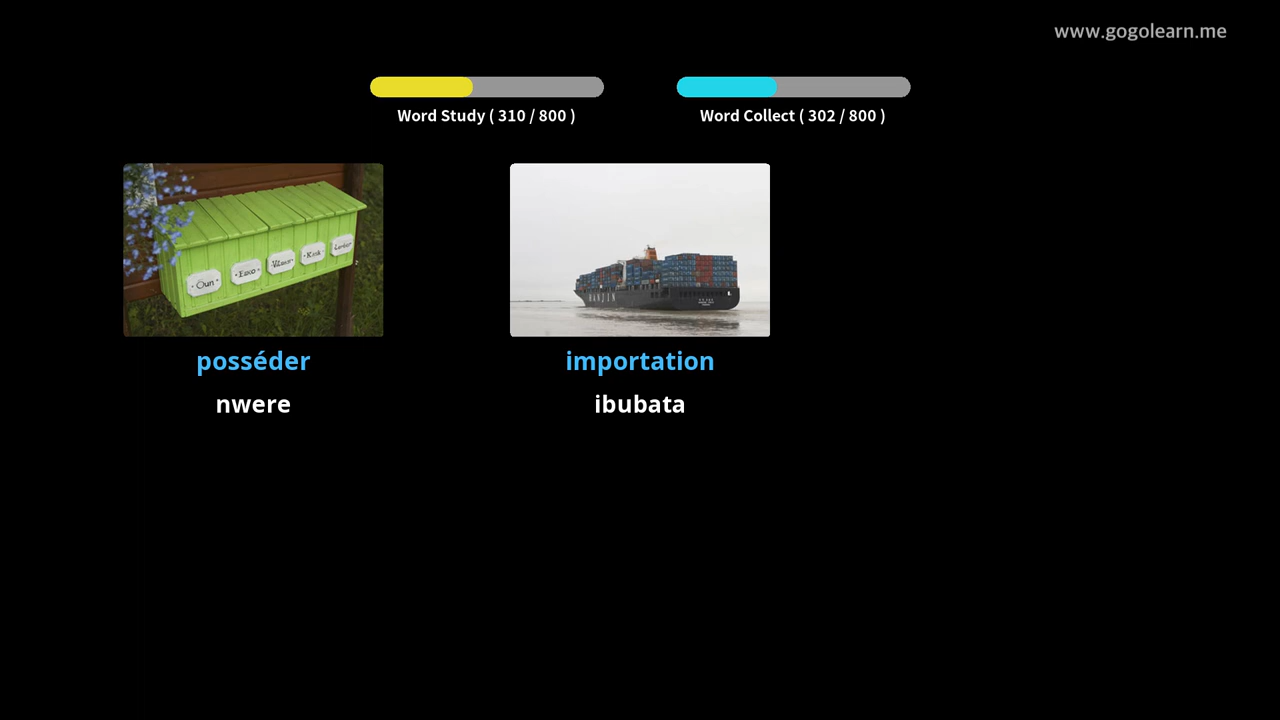 www.gogolearn.me
Word Study ( 310 / 800 )
Word Collect ( 302 / 800 )
posséder
importation
nwere
ibubata